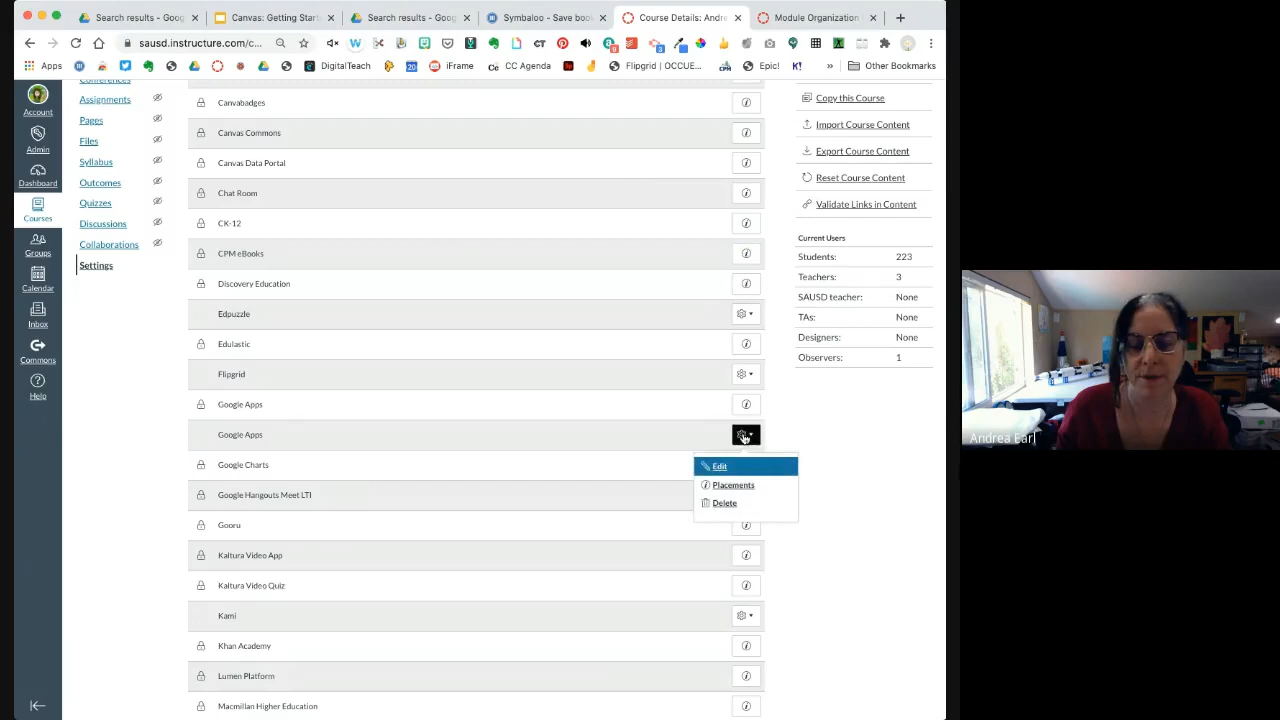 Search results - Goog
Canvas: Getting Start
Search results - Goog
Symbaloo - Save book
Course Details: Andre
Module Organization
sausd.instructure.com/c...
Apps
DigitalTeach
iFrame
CC Agenda
Flipgrid | OCCUE...
Epic!
Other Bookmarks
Account
Admin
Dashboard
Courses
Groups
Calendar
Inbox
Commons
Help
Conferences
Assignments
Pages
Files
Syllabus
Outcomes
Quizzes
Discussions
Collaborations
Settings
Canvabadges
Canvas Commons
Canvas Data Portal
Chat Room
CK-12
CPM eBooks
Discovery Education
Edpuzzle
Edulastic
Flipgrid
Google Apps
Google Apps
Google Charts
Google Hangouts Meet LTI
Gooru
Kaltura Video App
Kaltura Video Quiz
Kami
Khan Academy
Lumen Platform
Macmillan Higher Education
Edit
Placements
Delete
Copy this Course
Import Course Content
Export Course Content
Reset Course Content
Validate Links in Content
Current Users
Students: 223
Teachers: 3
SAUSD teacher: None
TAs: None
Designers: None
Observers: 1
Andrea Earl